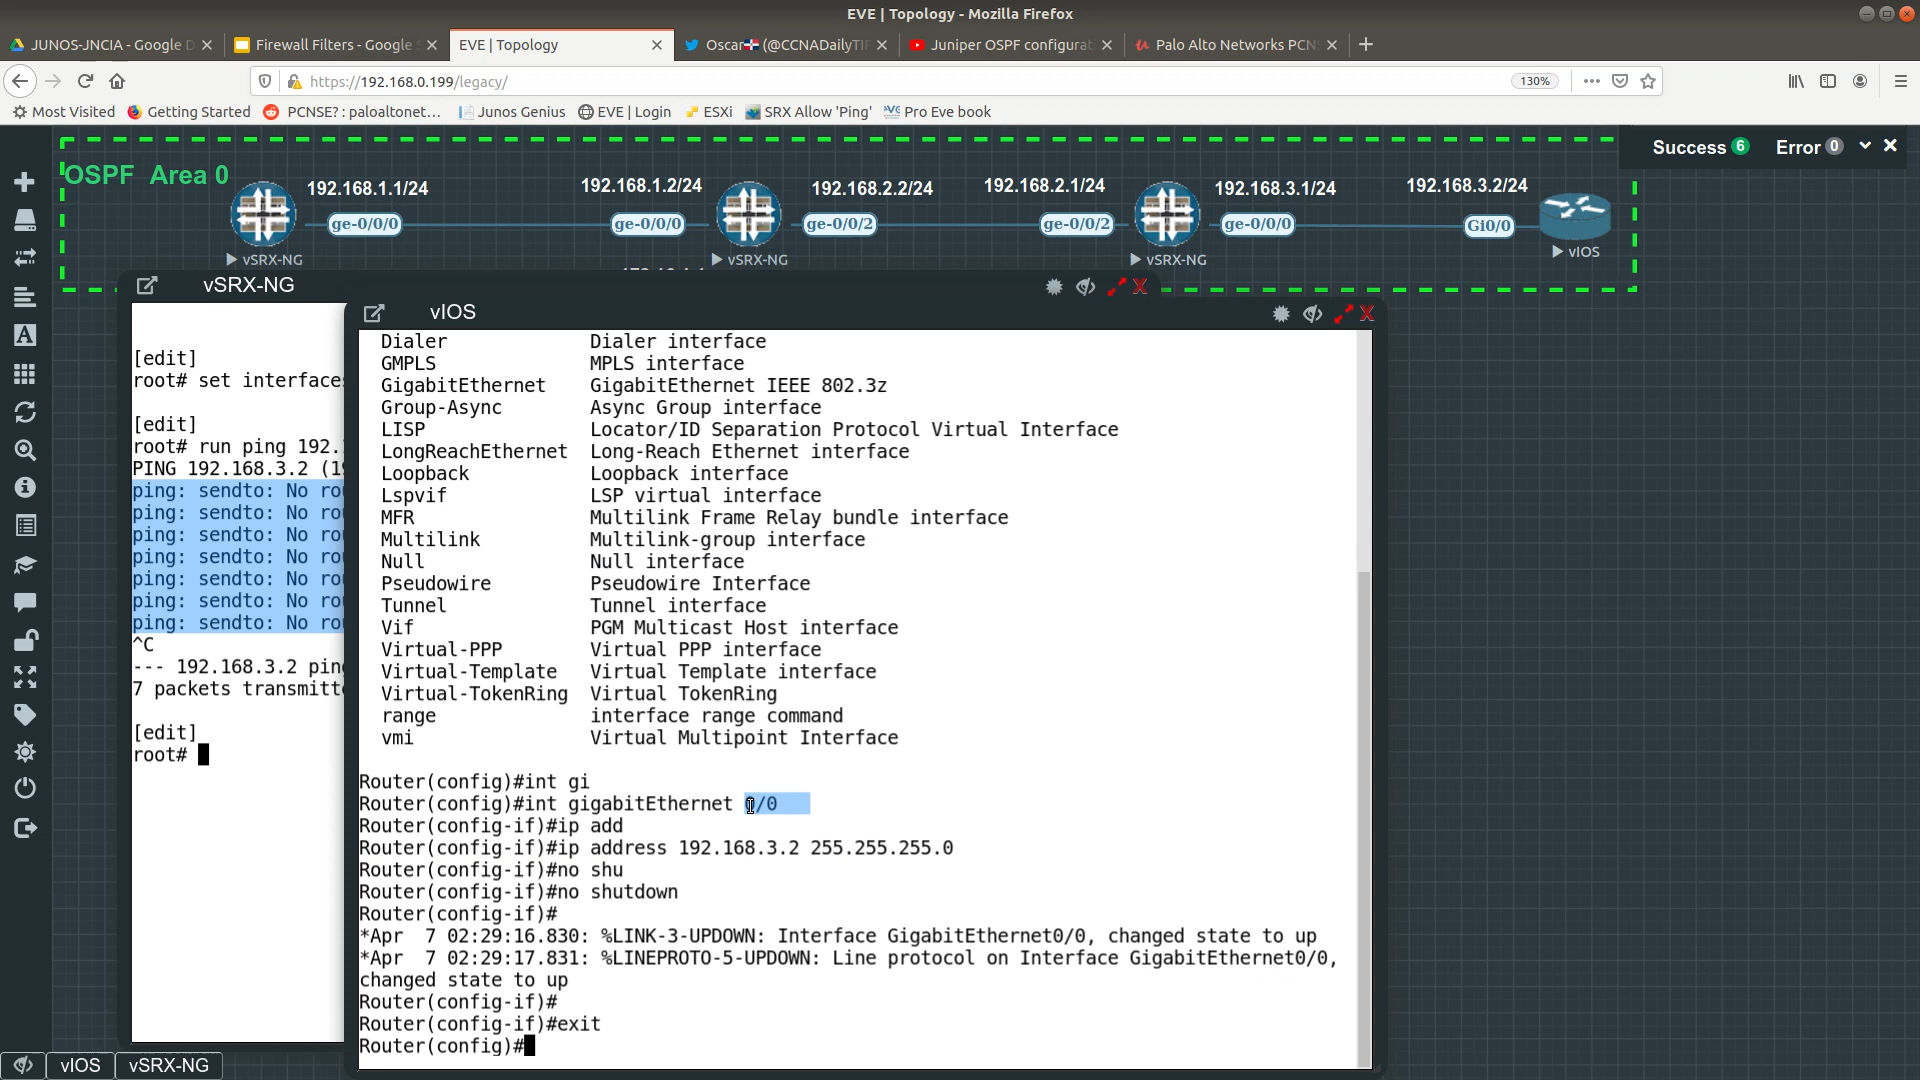 EVE | Topology - Mozilla Firefox
JUNOS-JNCIA - Google D
Firewall Filters - Google
EVE | Topology
Oscar (@CCNADailyTIP
Juniper OSPF configurat
Palo Alto Networks PCNS
https://192.168.0.199/legacy/
130%
Most Visited
Getting Started
PCNSE? : paloaltonet...
Junos Genius
EVE | Login
ESXi
SRX Allow 'Ping'
Pro Eve book
Success 6
Error 0
OSPF Area 0
192.168.1.1/24
192.168.1.2/24
192.168.2.2/24
192.168.2.1/24
192.168.3.1/24
192.168.3.2/24
ge-0/0/0
ge-0/0/0
ge-0/0/2
ge-0/0/2
ge-0/0/0
Gi0/0
vSRX-NG
vSRX-NG
vSRX-NG
vIOS
vSRX-NG
[edit]
root# set interfaces
[edit]
root# run ping 192.
PING 192.168.3.2 (19
ping: sendto: No rou
ping: sendto: No rou
ping: sendto: No rou
ping: sendto: No rou
ping: sendto: No rou
ping: sendto: No rou
ping: sendto: No rou
^C
--- 192.168.3.2 ping
7 packets transmitte
[edit]
root#
vIOS
Dialer Dialer interface
GMPLS MPLS interface
GigabitEthernet GigabitEthernet IEEE 802.3z
Group-Async Async Group interface
LISP Locator/ID Separation Protocol Virtual Interface
LongReachEthernet Long-Reach Ethernet interface
Loopback Loopback interface
Lspvif LSP virtual interface
MFR Multilink Frame Relay bundle interface
Multilink Multilink-group interface
Null Null interface
Pseudowire Pseudowire Interface
Tunnel Tunnel interface
Vif PGM Multicast Host interface
Virtual-PPP Virtual PPP interface
Virtual-Template Virtual Template interface
Virtual-TokenRing Virtual TokenRing
range interface range command
vmi Virtual Multipoint Interface
Router(config)#int gi
Router(config)#int gigabitEthernet 0/0
Router(config-if)#ip add
Router(config-if)#ip address 192.168.3.2 255.255.255.0
Router(config-if)#no shu
Router(config-if)#no shutdown
Router(config-if)#
*Apr 7 02:29:16.830: %LINK-3-UPDOWN: Interface GigabitEthernet0/0, changed state to up
*Apr 7 02:29:17.831: %LINEPROTO-5-UPDOWN: Line protocol on Interface GigabitEthernet0/0,
changed state to up
Router(config-if)#
Router(config-if)#exit
Router(config)#
vIOS
vSRX-NG